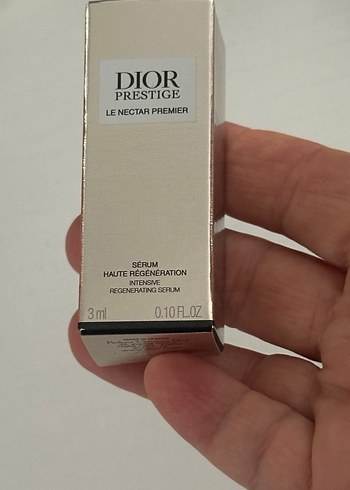 DIOR
PRESTIGE
LE NECTAR PREMIER
SÉRUM
HAUTE RÉGÉNÉRATION
INTENSIVE
REGENERATING SERUM
3 ml 0.10 FL.OZ